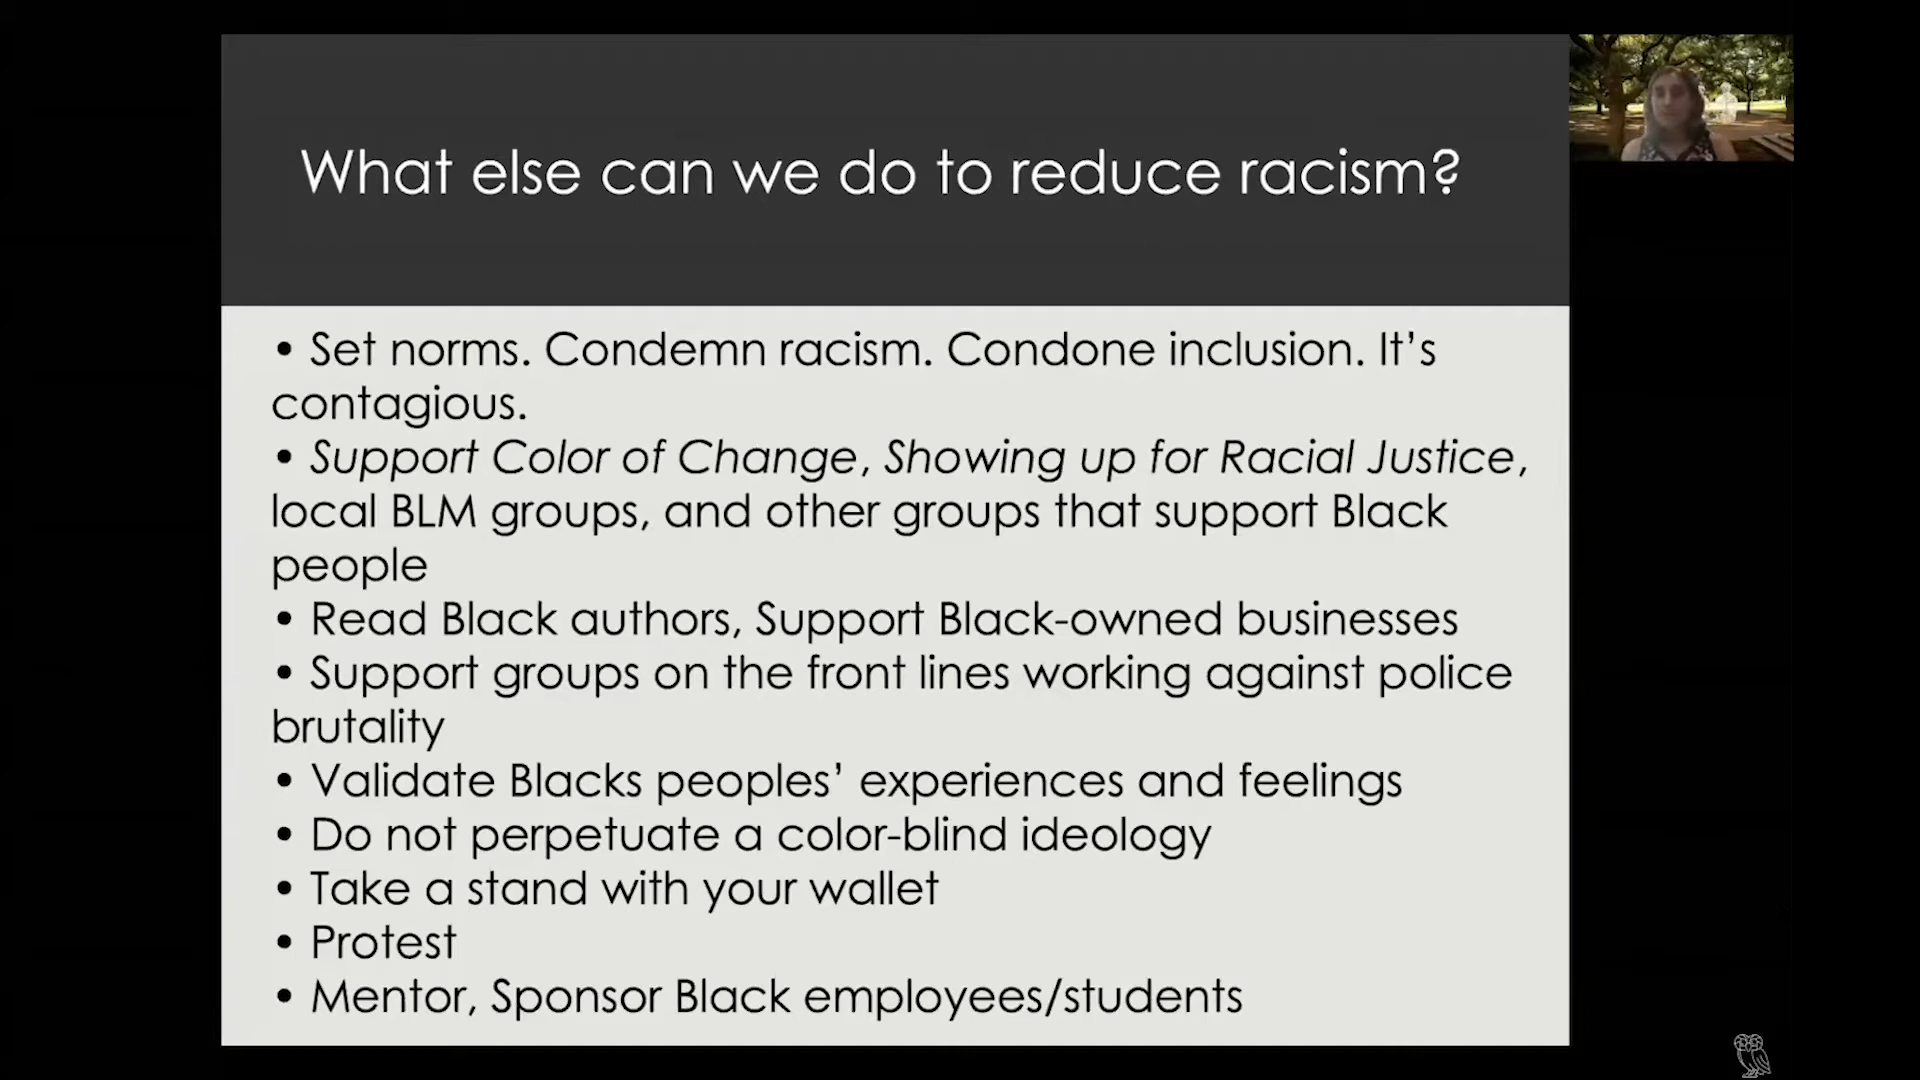 What else can we do to reduce racism?
• Set norms. Condemn racism. Condone inclusion. It’s
contagious.
• Support Color of Change, Showing up for Racial Justice,
local BLM groups, and other groups that support Black
people
• Read Black authors, Support Black-owned businesses
• Support groups on the front lines working against police
brutality
• Validate Blacks peoples’ experiences and feelings
• Do not perpetuate a color-blind ideology
• Take a stand with your wallet
• Protest
• Mentor, Sponsor Black employees/students